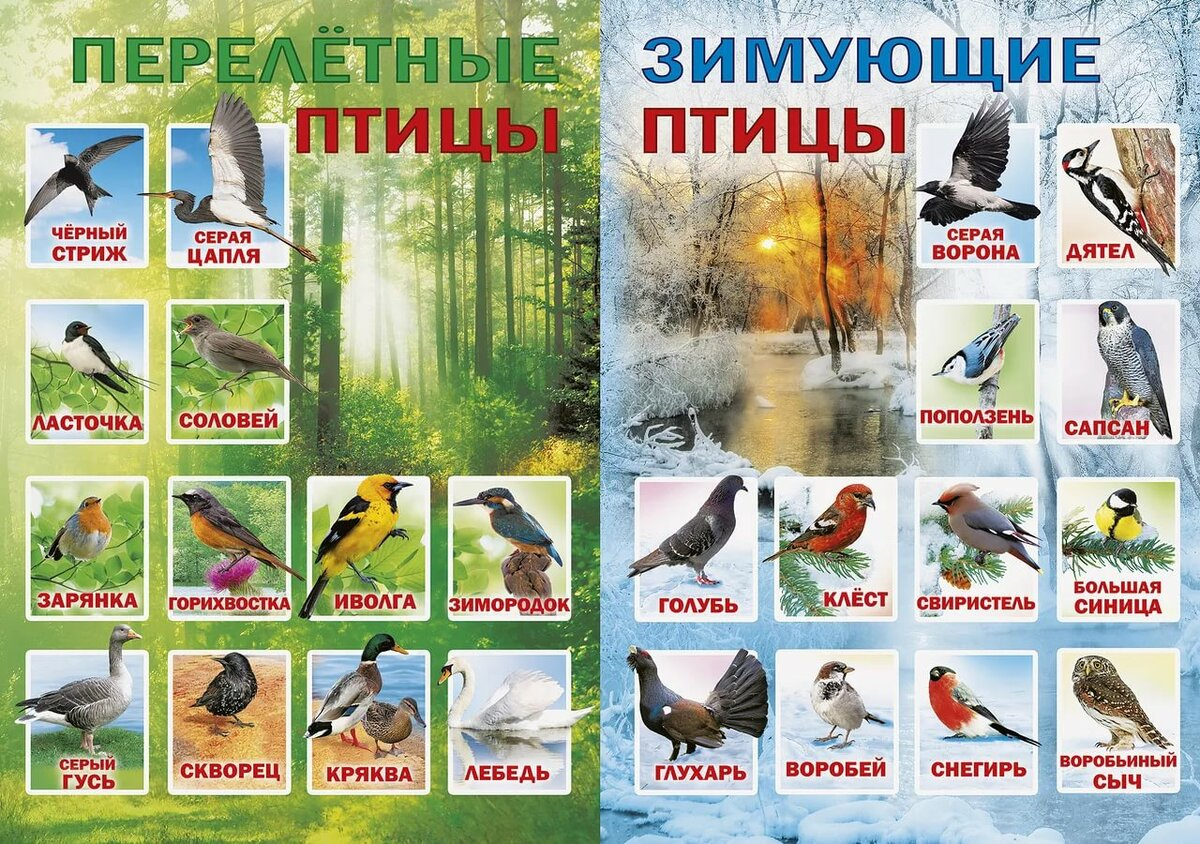 ПЕРЕЛЁТНЫЕ
ПТИЦЫ
ЧЁРНЫЙ
СТРИЖ
СЕРАЯ
ЦАПЛЯ
ЛАСТОЧКА
СОЛОВЕЙ
ЗАРЯНКА
ГОРИХВОСТКА
ИВОЛГА
ЗИМОРОДОК
СЕРЫЙ
ГУСЬ
СКВОРЕЦ
КРЯКВА
ЛЕБЕДЬ
ЗИМУЮЩИЕ
ПТИЦЫ
СЕРАЯ
ВОРОНА
ДЯТЕЛ
ПОПОЛЗЕНЬ
САПСАН
ГОЛУБЬ
КЛЁСТ
СВИРИСТЕЛЬ
БОЛЬШАЯ
СИНИЦА
ГЛУХАРЬ
ВОРОБЕЙ
СНЕГИРЬ
ВОРОБЬИНЫЙ
СЫЧ